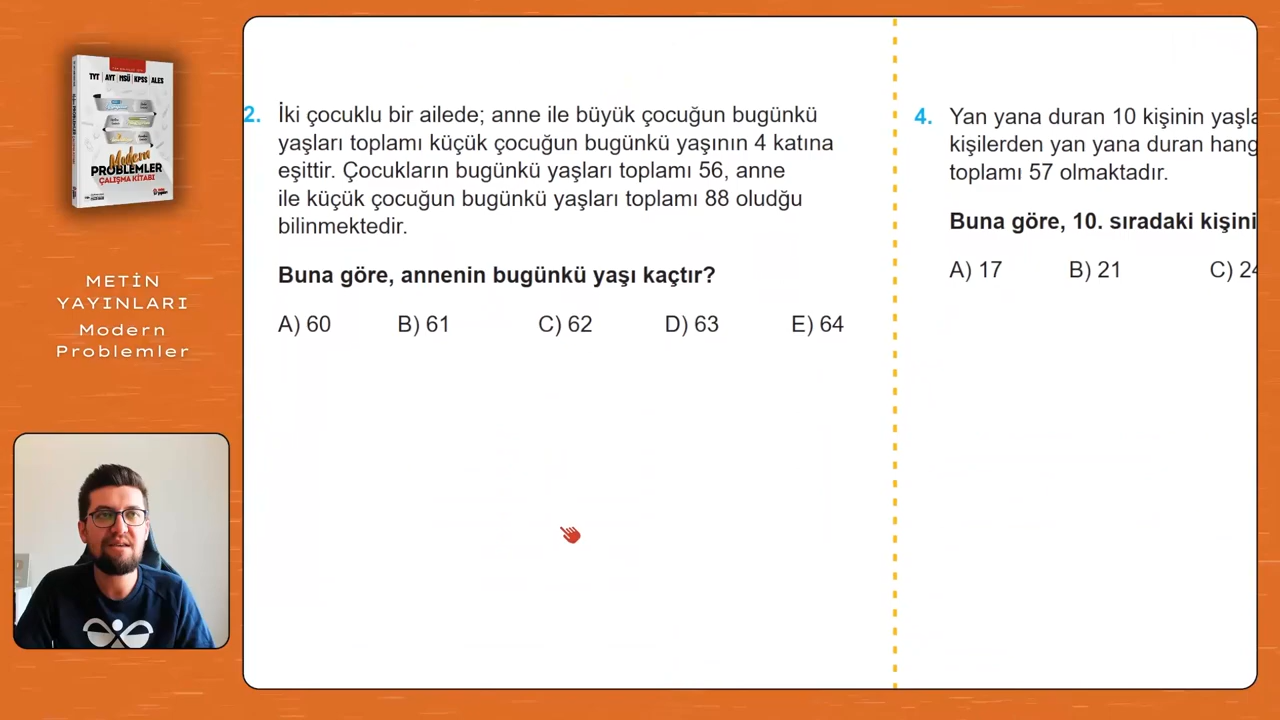 TYT | AYT | MSÜ | KPSS | ALES
Modern
PROBLEMLER
ÇALIŞMA KİTABI
METİN
YAYINLARI
Modern
Problemler
2. İki çocuklu bir ailede; anne ile büyük çocuğun bugünkü
yaşları toplamı küçük çocuğun bugünkü yaşının 4 katına
eşittir. Çocukların bugünkü yaşları toplamı 56, anne
ile küçük çocuğun bugünkü yaşları toplamı 88 oludğu
bilinmektedir.
Buna göre, annenin bugünkü yaşı kaçtır?
A) 60 B) 61 C) 62 D) 63 E) 64
4. Yan yana duran 10 kişinin yaşla
kişilerden yan yana duran hang
toplamı 57 olmaktadır.
Buna göre, 10. sıradaki kişini
A) 17 B) 21 C) 24